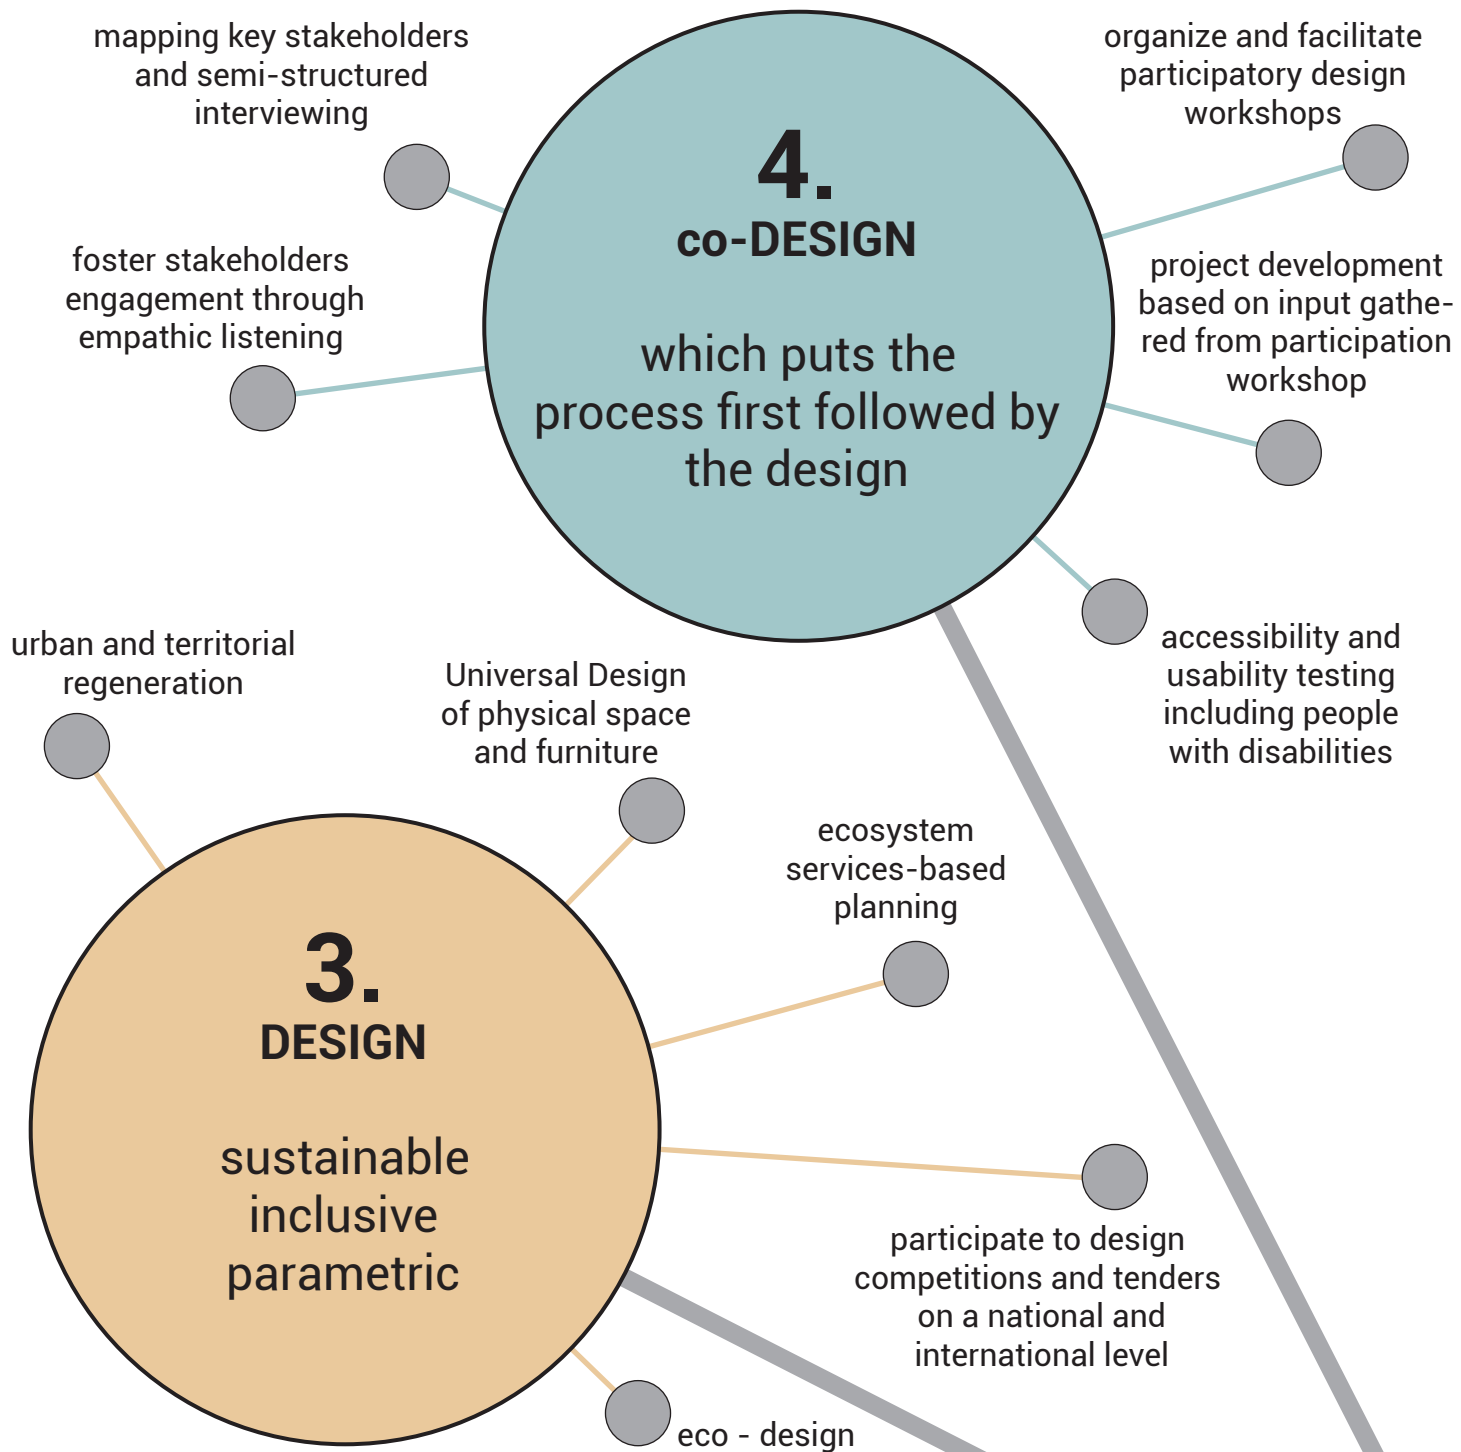 mapping key stakeholders
and semi-structured
interviewing
foster stakeholders
engagement through
empathic listening
4.
co-DESIGN
which puts the
process first followed by
the design
organize and facilitate
participatory design
workshops
project development
based on input gathe-
red from participation
workshop
accessibility and
usability testing
including people
with disabilities
urban and territorial
regeneration
Universal Design
of physical space
and furniture
ecosystem
services-based
planning
3.
DESIGN
sustainable
inclusive
parametric
participate to design
competitions and tenders
on a national and
international level
eco - design